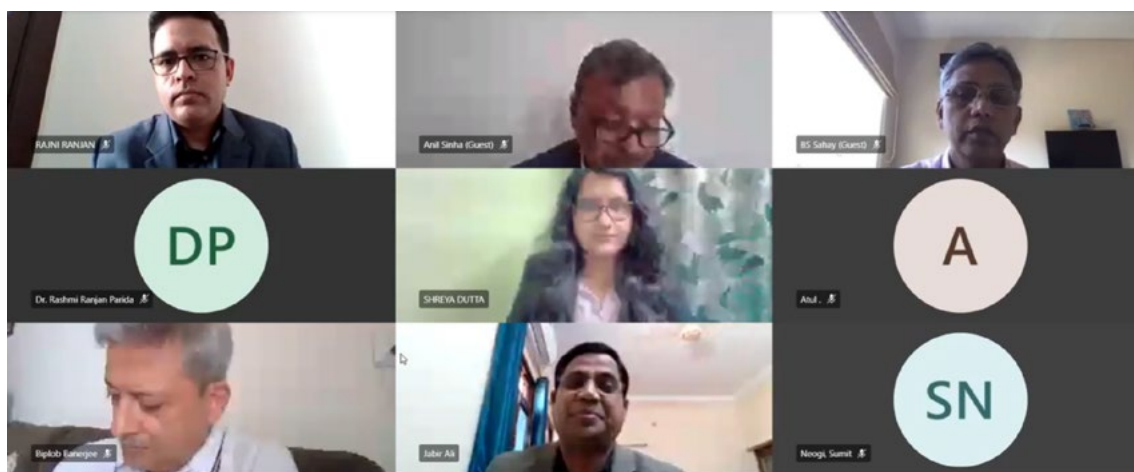 RAJNI RANJAN
Anil Sinha (Guest)
BS Sahay (Guest)
DP
Dr. Rashmi Ranjan Parida
SHREYA DUTTA
A
Atul .
Biplob Banerjee
Jabir Ali
SN
Neogi, Sumit